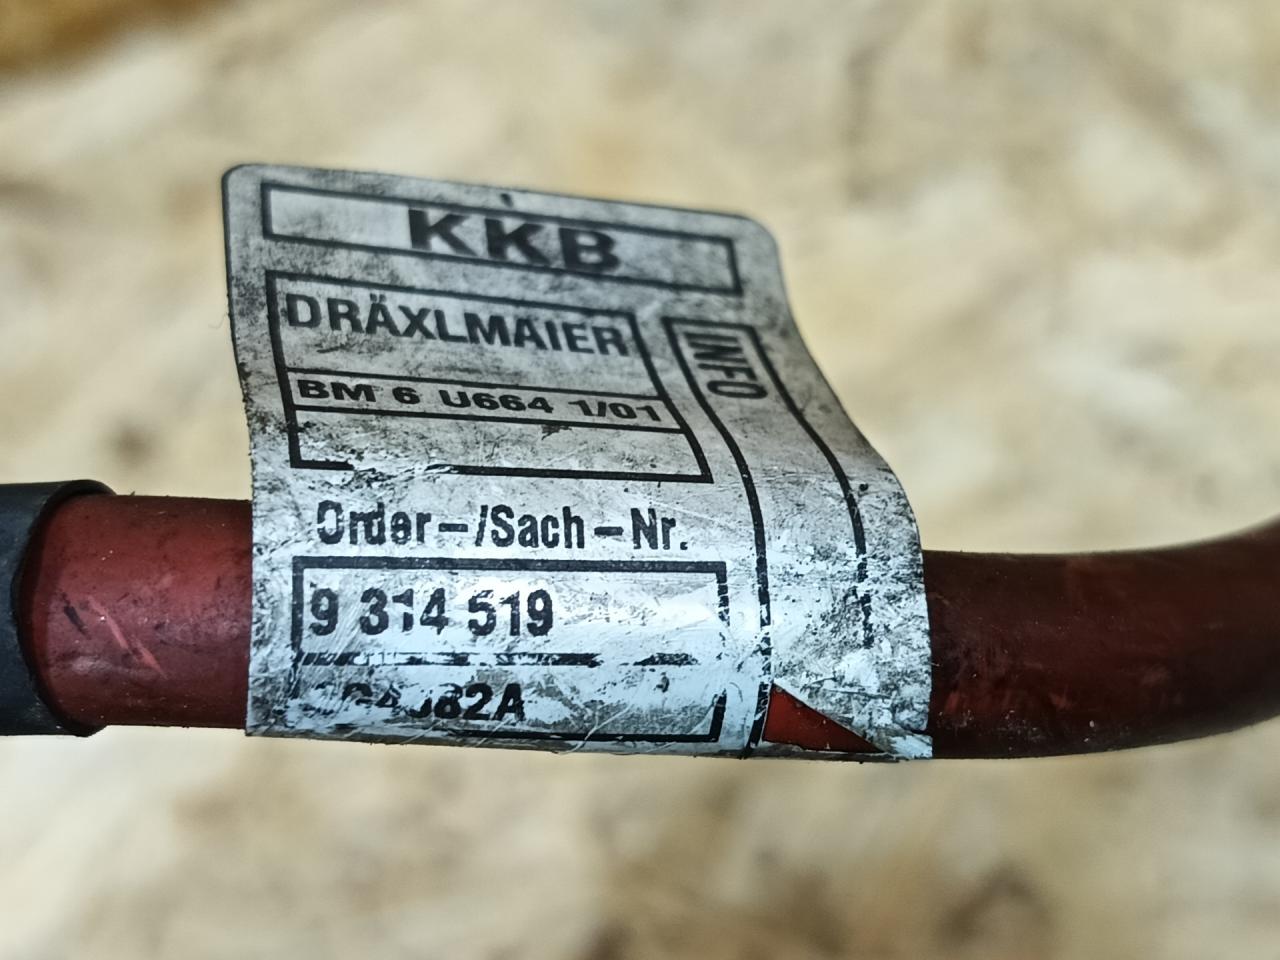 KKB
DRÄXLMAIER
INFO
BM 6 U664 1/01
Order-/Sach-Nr.
9 314 519